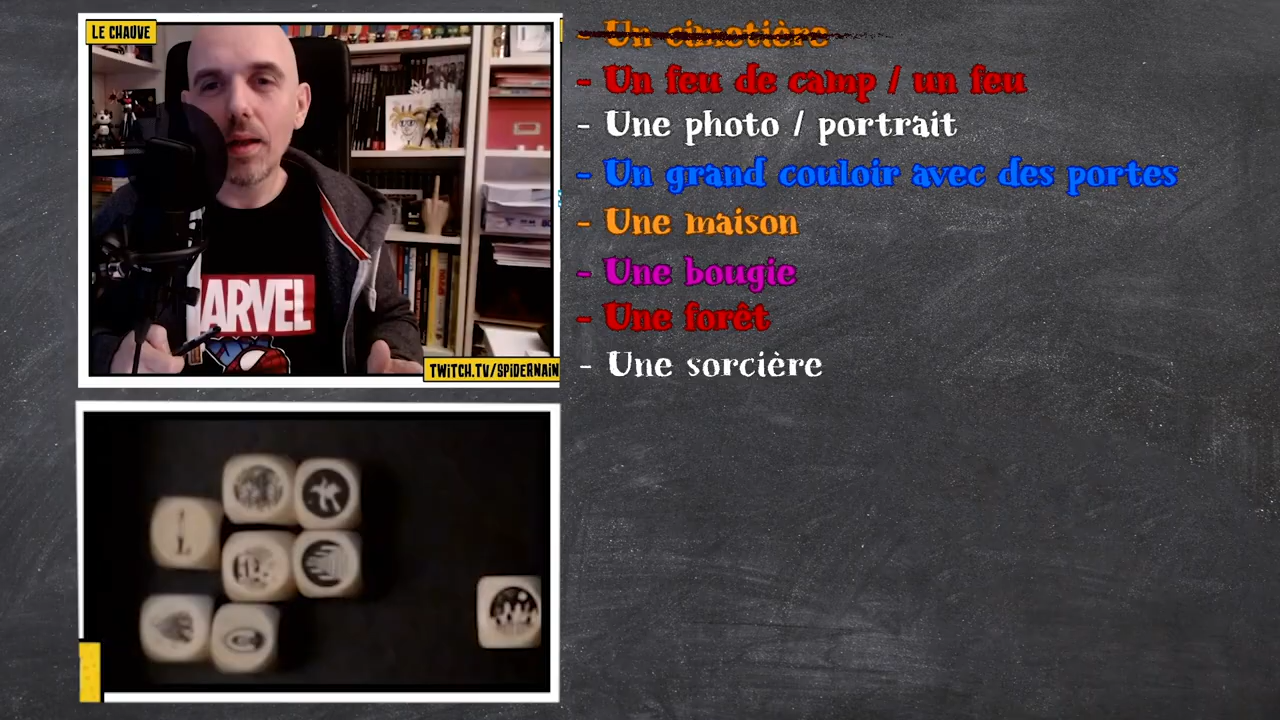 LE CHAUVE
MARVEL
TWITCH.TV/SPIDERNAIN
- Un cimetière
- Un feu de camp / un feu
- Une photo / portrait
- Un grand couloir avec des portes
- Une maison
- Une bougie
- Une forêt
- Une sorcière